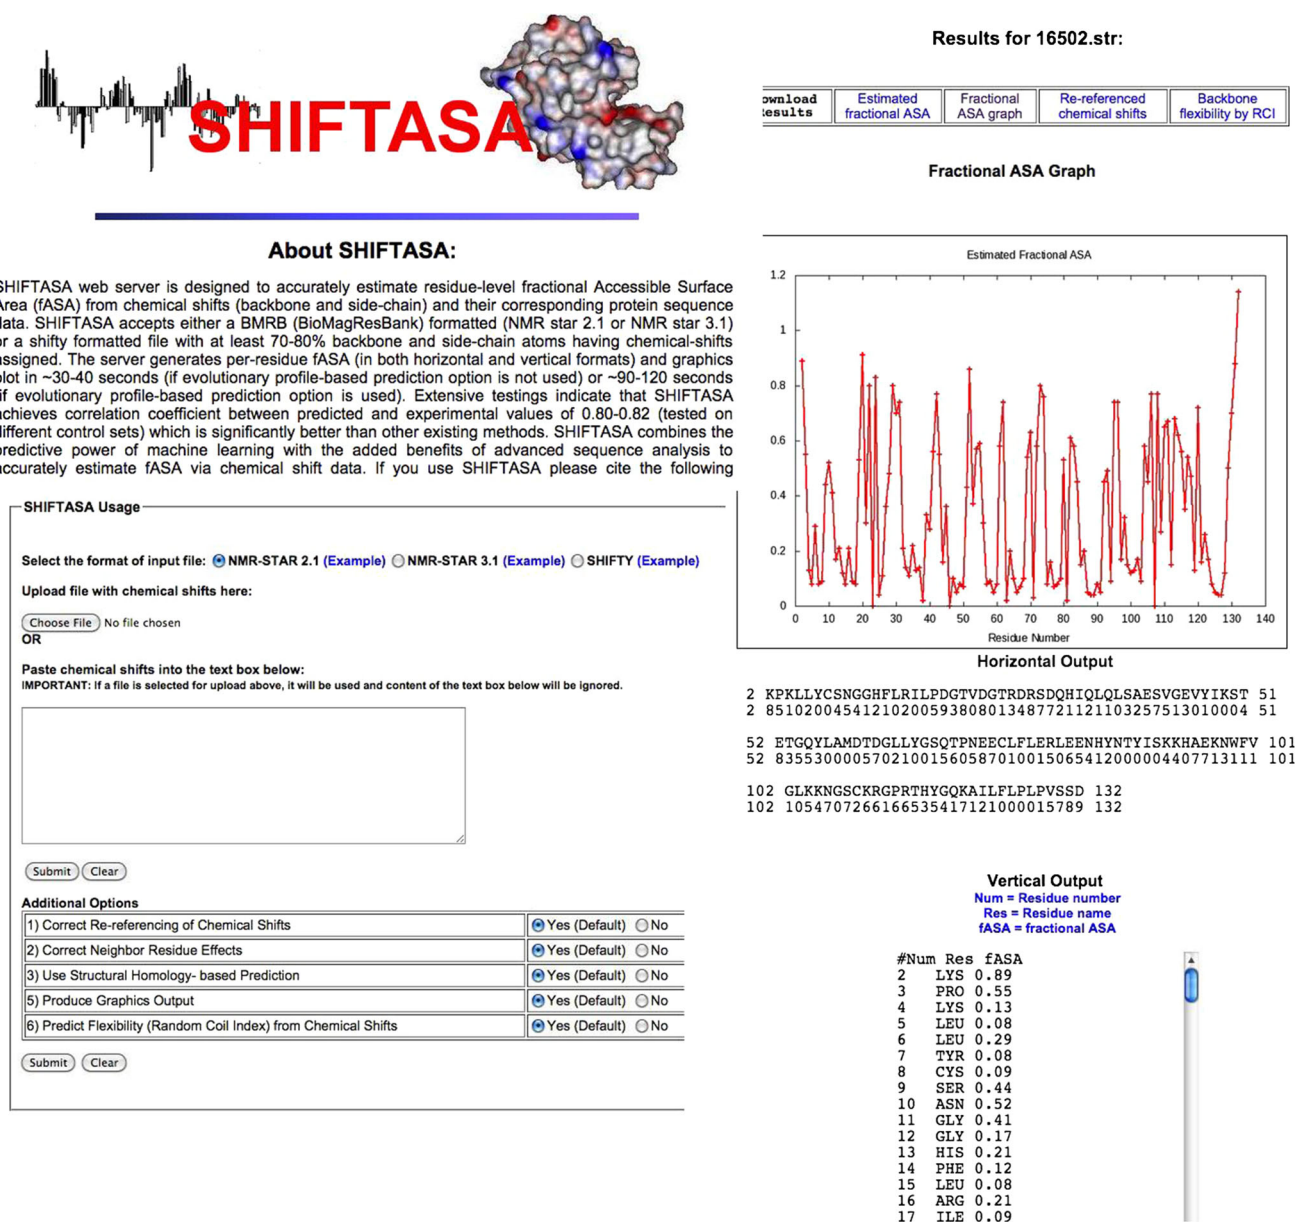 SHIFTASA
About SHIFTASA:
SHIFTASA web server is designed to accurately estimate residue-level fractional Accessible Surface
Area (fASA) from chemical shifts (backbone and side-chain) and their corresponding protein sequence
data. SHIFTASA accepts either a BMRB (BioMagResBank) formatted (NMR star 2.1 or NMR star 3.1)
or a shifty formatted file with at least 70-80% backbone and side-chain atoms having chemical-shifts
assigned. The server generates per-residue fASA (in both horizontal and vertical formats) and graphics
plot in ~30-40 seconds (if evolutionary profile-based prediction option is not used) or ~90-120 seconds
(if evolutionary profile-based prediction option is used). Extensive testings indicate that SHIFTASA
achieves correlation coefficient between predicted and experimental values of 0.80-0.82 (tested on
different control sets) which is significantly better than other existing methods. SHIFTASA combines the
predictive power of machine learning with the added benefits of advanced sequence analysis to
accurately estimate fASA via chemical shift data. If you use SHIFTASA please cite the following
SHIFTASA Usage
Select the format of input file: NMR-STAR 2.1 (Example) NMR-STAR 3.1 (Example) SHIFTY (Example)
Upload file with chemical shifts here:
Choose File No file chosen
OR
Paste chemical shifts into the text box below:
IMPORTANT: If a file is selected for upload above, it will be used and content of the text box below will be ignored.
Submit Clear
Additional Options
1) Correct Re-referencing of Chemical Shifts Yes (Default) No
2) Correct Neighbor Residue Effects Yes (Default) No
3) Use Structural Homology- based Prediction Yes (Default) No
5) Produce Graphics Output Yes (Default) No
6) Predict Flexibility (Random Coil Index) from Chemical Shifts Yes (Default) No
Submit Clear
Results for 16502.str:
ownload Estimated Fractional Re-referenced Backbone
esults fractional ASA ASA graph chemical shifts flexibility by RCI
Fractional ASA Graph
Estimated Fractional ASA
1.2
1
0.8
0.6
0.4
0.2
0
0 10 20 30 40 50 60 70 80 90 100 110 120 130 140
Residue Number
Horizontal Output
2 KPKLLYCSNGGHFLRILPDGTVDGTRDRSDQHIQLQLSAESVGEVYIKST 51
2 85102004541210200593808013487721121103257513010004 51
52 ETGQYLAMDTDGLLYGSQTPNEECLFLERLEENHYNTYISKKHAEKNWFV 101
52 83553000057021001560587010015065412000004407713111 101
102 GLKKNGSCKRGPRTHYGQKAILFLPLPVSSD 132
102 1054707266166535417121000015789 132
Vertical Output
Num = Residue number
Res = Residue name
fASA = fractional ASA
#Num Res fASA
2 LYS 0.89
3 PRO 0.55
4 LYS 0.13
5 LEU 0.08
6 LEU 0.29
7 TYR 0.08
8 CYS 0.09
9 SER 0.44
10 ASN 0.52
11 GLY 0.41
12 GLY 0.17
13 HIS 0.21
14 PHE 0.12
15 LEU 0.08
16 ARG 0.21
17 ILE 0.09